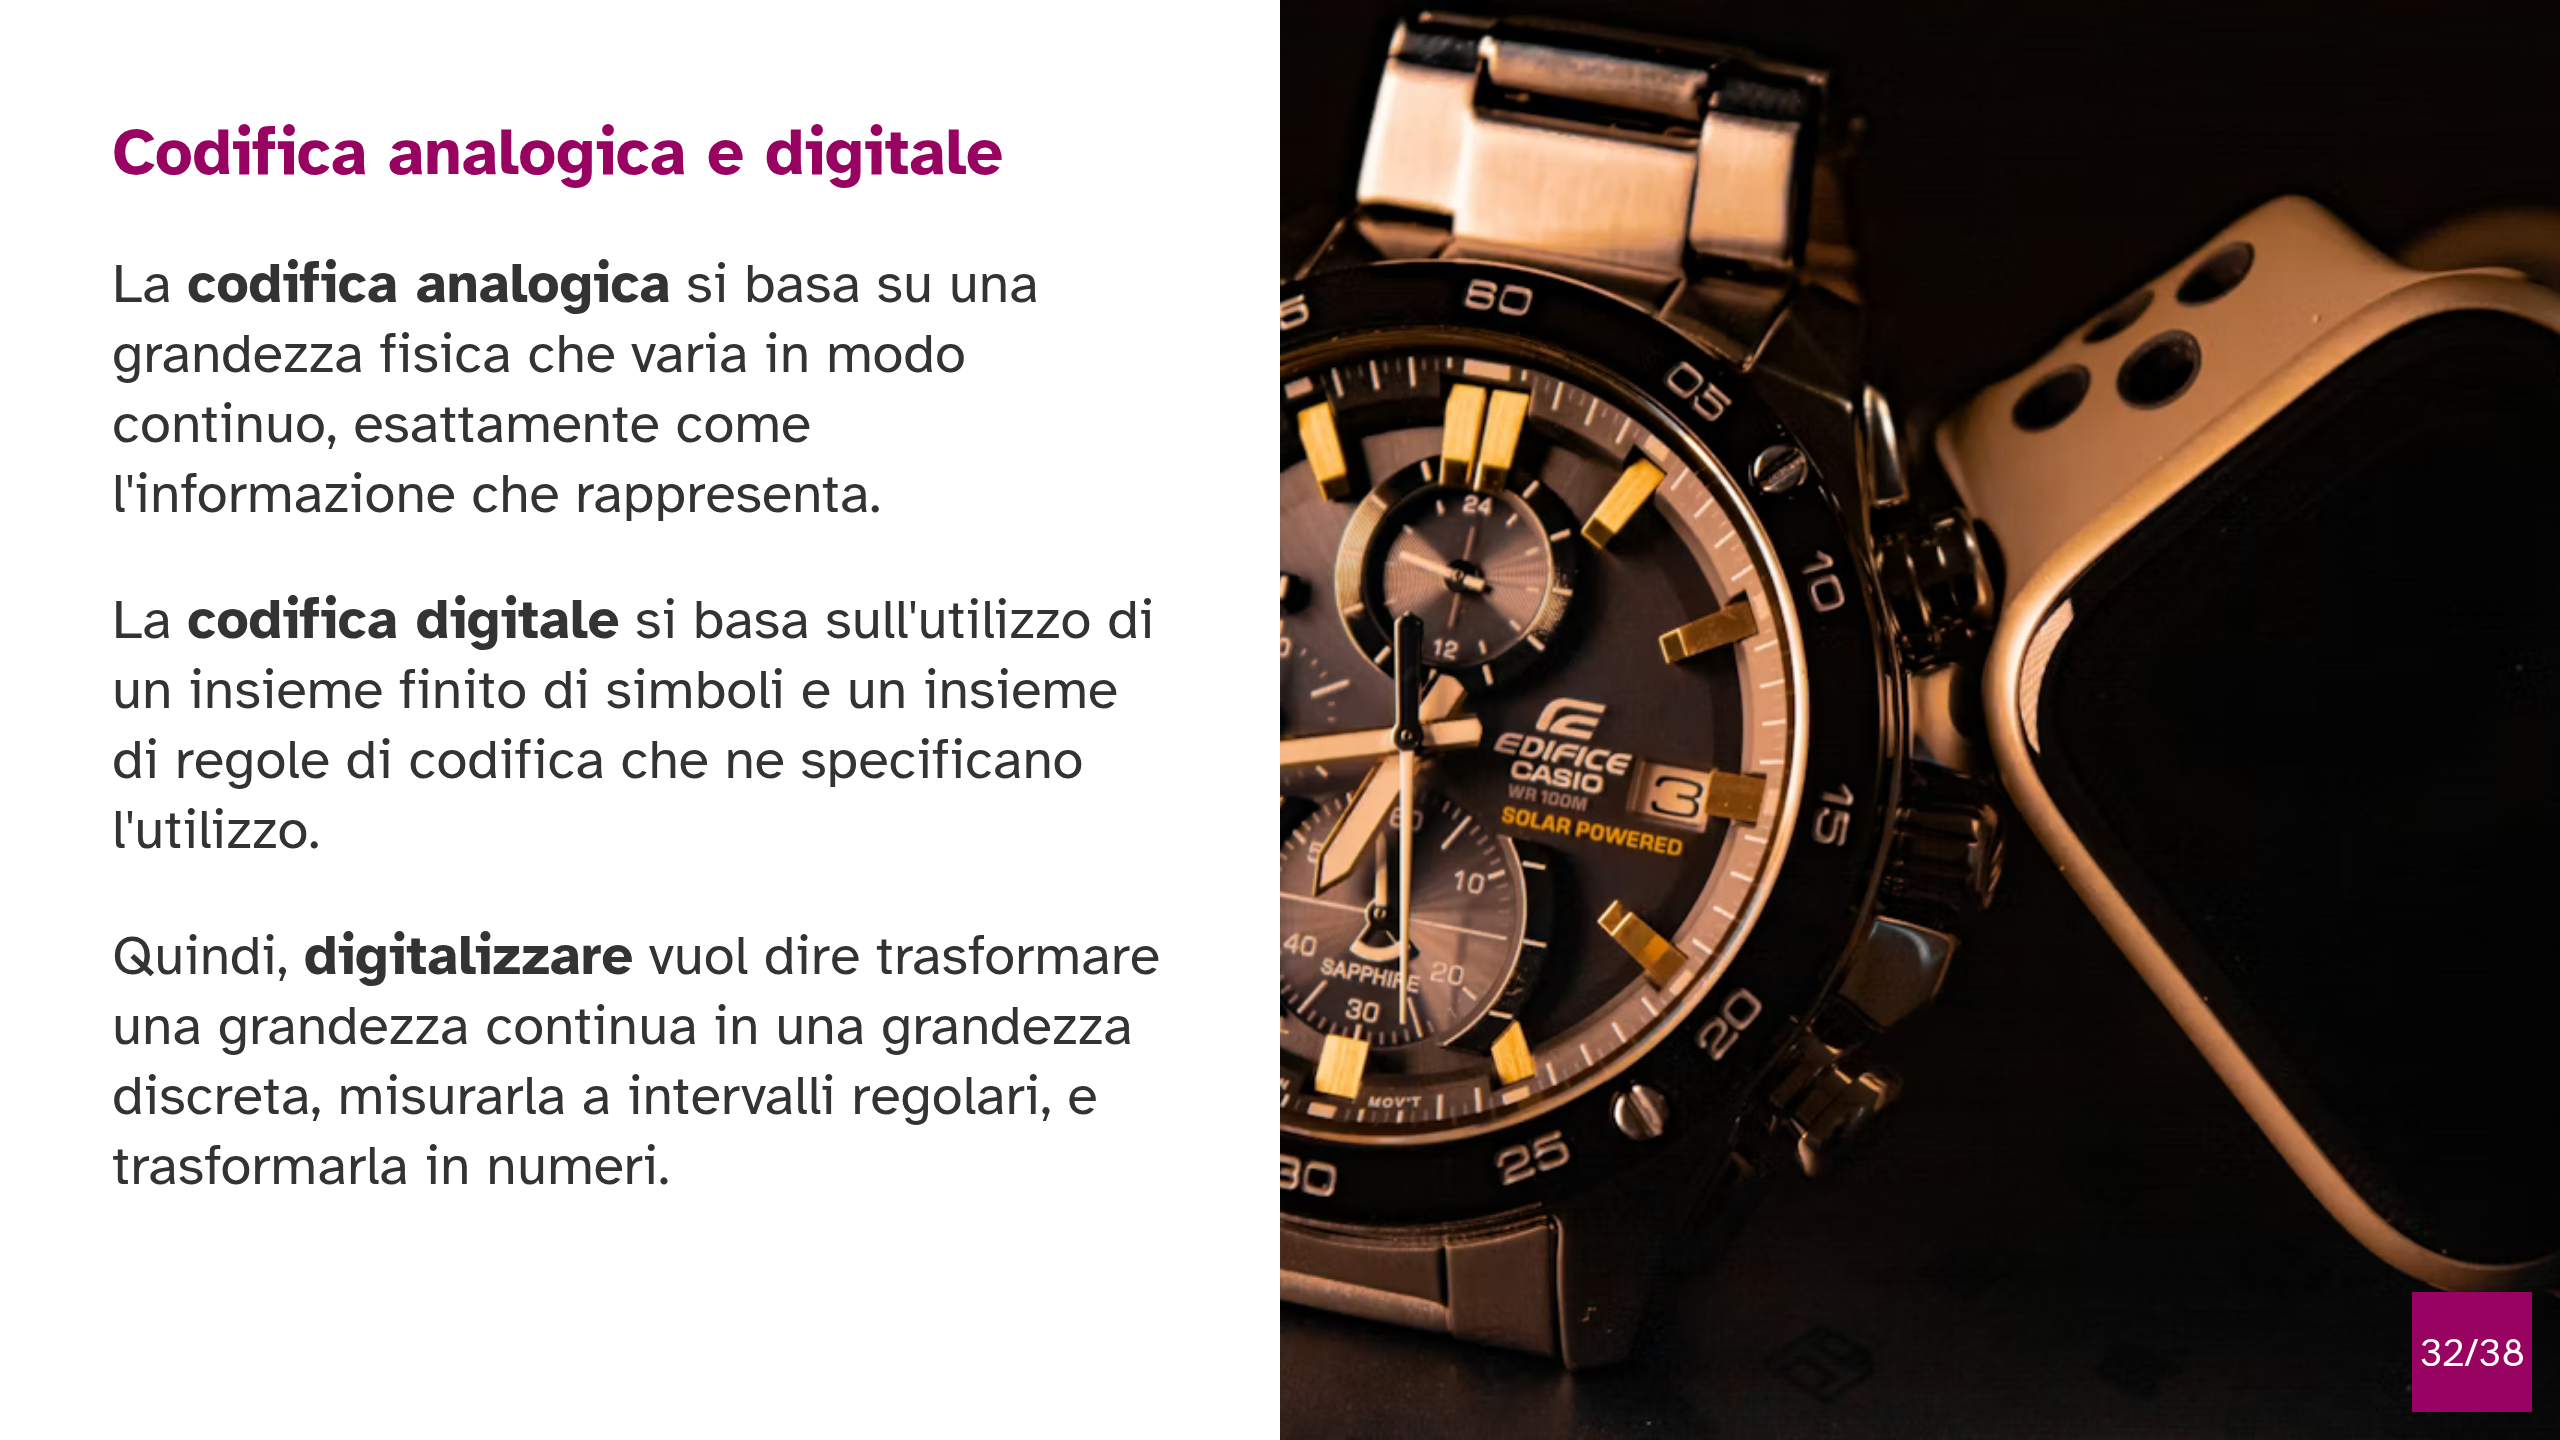 Codifica analogica e digitale
La codifica analogica si basa su una
grandezza fisica che varia in modo
continuo, esattamente come
l'informazione che rappresenta.
La codifica digitale si basa sull'utilizzo di
un insieme finito di simboli e un insieme
di regole di codifica che ne specificano
l'utilizzo.
Quindi, digitalizzare vuol dire trasformare
una grandezza continua in una grandezza
discreta, misurarla a intervalli regolari, e
trasformarla in numeri.
60
05
10
15
20
25
30
24
12
EDIFICE
CASIO
WR 100M
SOLAR POWERED
3
60
10
20
30
40
SAPPHIRE
MOV'T
32/38